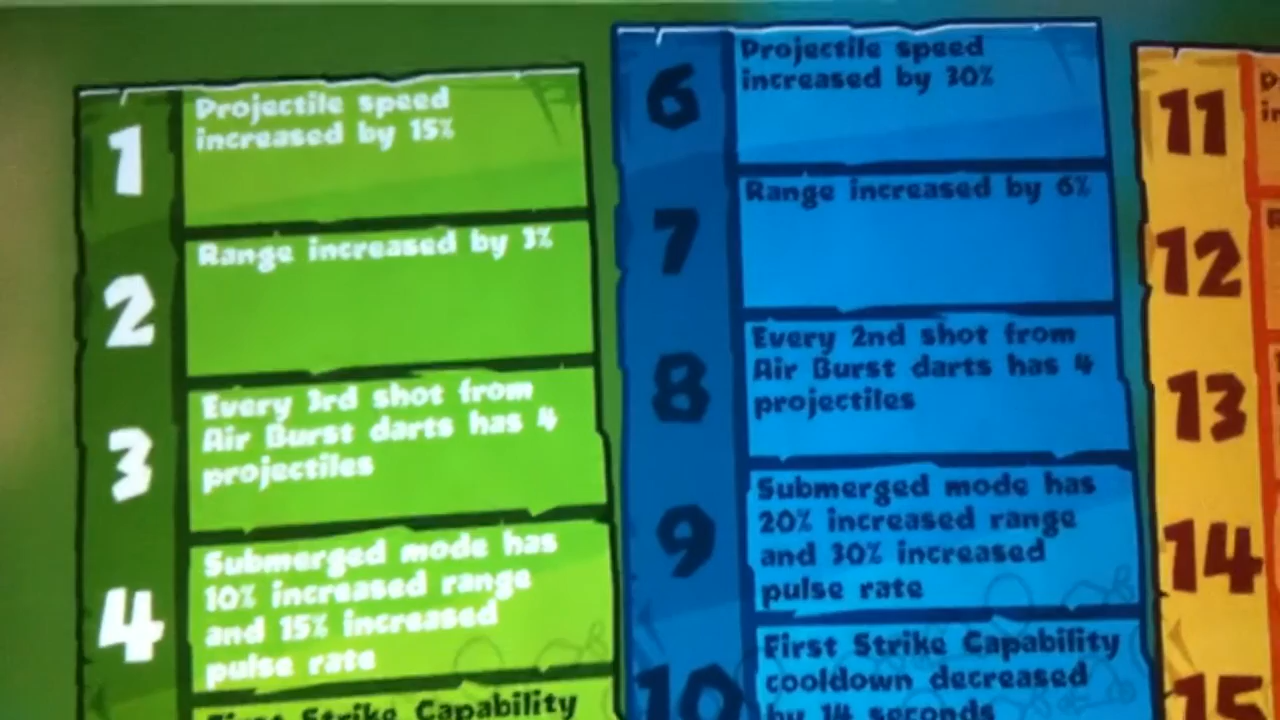 1
Projectile speed
increased by 15%
2
Range increased by 3%
3
Every 3rd shot from
Air Burst darts has 4
projectiles
4
Submerged mode has
10% increased range
and 15% increased
pulse rate
First Strike Capability
6
Projectile speed
increased by 30%
7
Range increased by 6%
8
Every 2nd shot from
Air Burst darts has 4
projectiles
9
Submerged mode has
20% increased range
and 30% increased
pulse rate
10
First Strike Capability
cooldown decreased
by 14 seconds
11
12
13
14
15